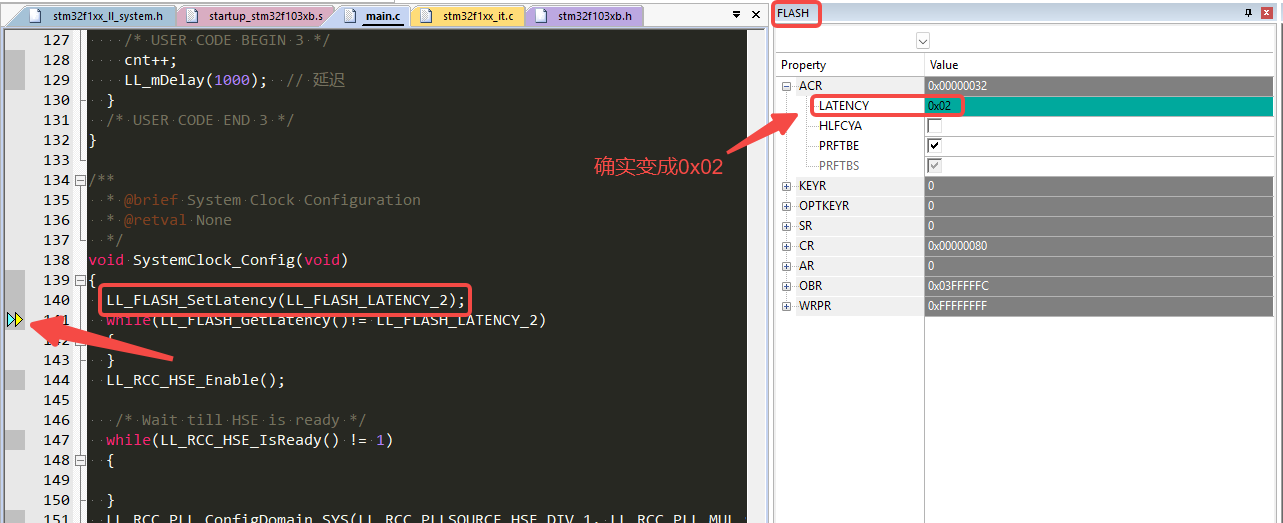 stm32f1xx_ll_system.h startup_stm32f103xb.s main.c stm32f1xx_it.c stm32f103xb.h
127 /* USER CODE BEGIN 3 */
128 cnt++;
129 LL_mDelay(1000); // 延迟
130 }
131 /* USER CODE END 3 */
132 }
133
134 /**
135 * @brief System Clock Configuration
136 * @retval None
137 */
138 void SystemClock_Config(void)
139 {
140 LL_FLASH_SetLatency(LL_FLASH_LATENCY_2);
141 while(LL_FLASH_GetLatency()!= LL_FLASH_LATENCY_2)
142 {
143 }
144 LL_RCC_HSE_Enable();
145
146 /* Wait till HSE is ready */
147 while(LL_RCC_HSE_IsReady() != 1)
148 {
149
150 }
151 LL_RCC_PLL_ConfigDomain_SYS(LL_RCC_PLLSOURCE_HSE_DIV_1, LL_RCC_PLL_MUL
FLASH
Property Value
ACR 0x00000032
LATENCY 0x02
HLFCYA
PRFTBE
PRFTBS
KEYR 0
OPTKEYR 0
SR 0
CR 0x00000080
AR 0
OBR 0x03FFFFFC
WRPR 0xFFFFFFFF
确实变成0x02